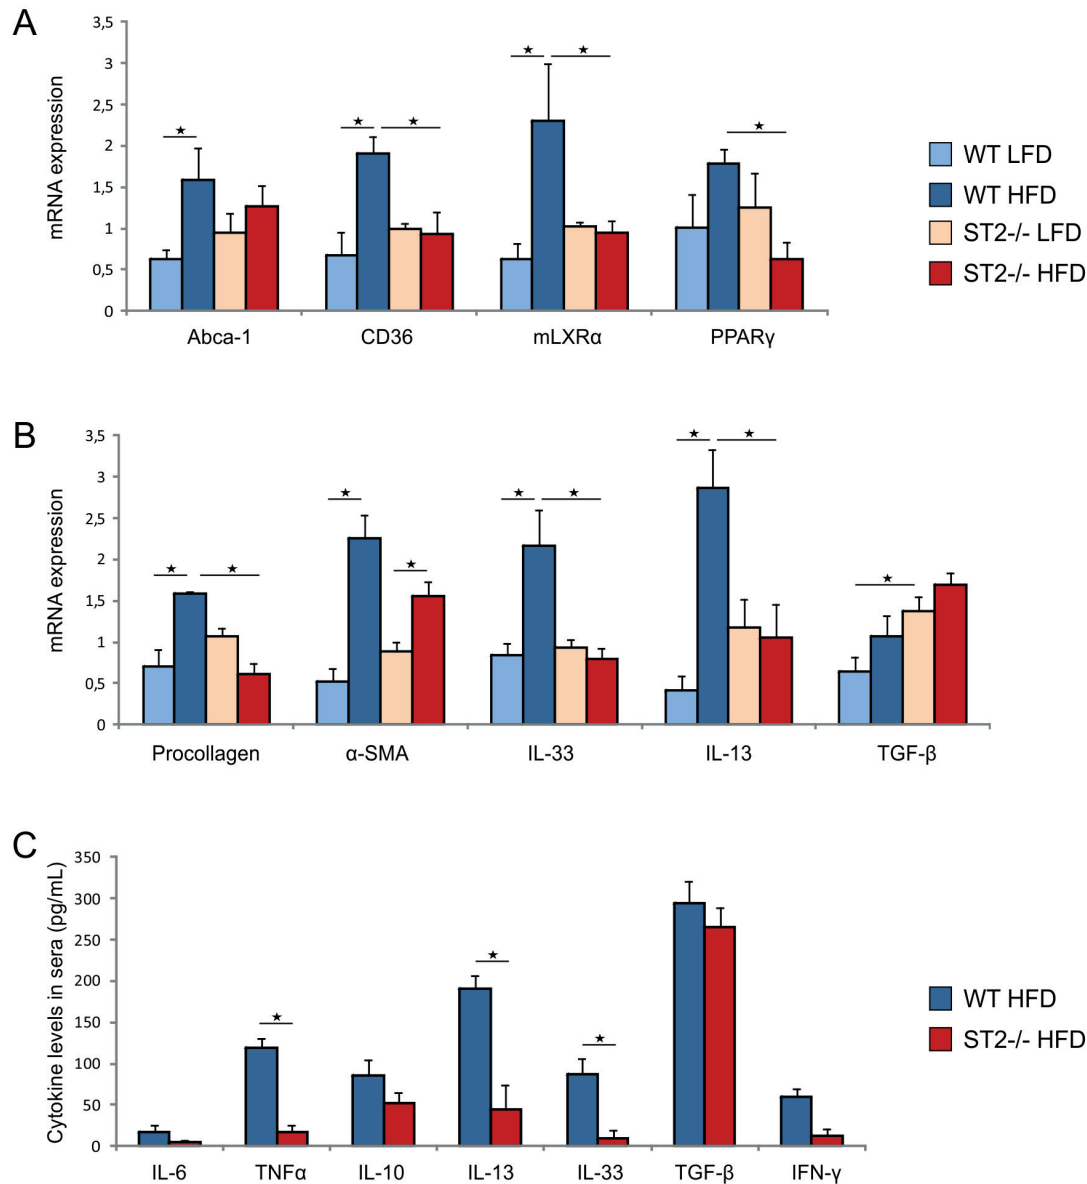 A
3,5
3
2,5
2
1,5
1
0,5
0
mRNA expression
★
★
★
★
★
★
Abca-1
CD36
mLXRα
PPARγ
WT LFD
WT HFD
ST2-/- LFD
ST2-/- HFD
B
3,5
3
2,5
2
1,5
1
0,5
0
mRNA expression
★
★
★
★
★
★
★
★
★
Procollagen
α-SMA
IL-33
IL-13
TGF-β
C
350
300
250
200
150
100
50
0
Cytokine levels in sera (pg/mL)
★
★
★
IL-6
TNFα
IL-10
IL-13
IL-33
TGF-β
IFN-γ
WT HFD
ST2-/- HFD